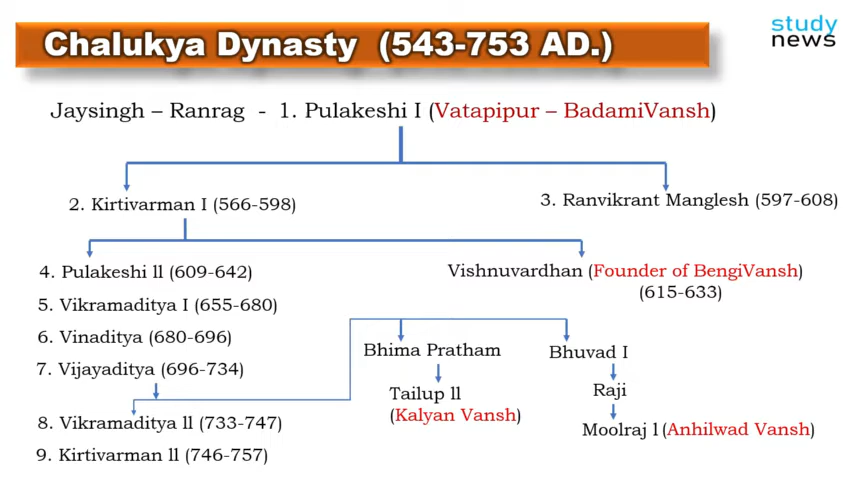 study
news
Chalukya Dynasty (543-753 AD.)
Jaysingh – Ranrag - 1. Pulakeshi I (Vatapipur – BadamiVansh)
2. Kirtivarman I (566-598)
3. Ranvikrant Manglesh (597-608)
4. Pulakeshi ll (609-642)
Vishnuvardhan (Founder of BengiVansh)
(615-633)
5. Vikramaditya I (655-680)
6. Vinaditya (680-696)
7. Vijayaditya (696-734)
Bhima Pratham
Bhuvad I
Tailup ll
(Kalyan Vansh)
Raji
Moolraj l (Anhilwad Vansh)
8. Vikramaditya ll (733-747)
9. Kirtivarman ll (746-757)